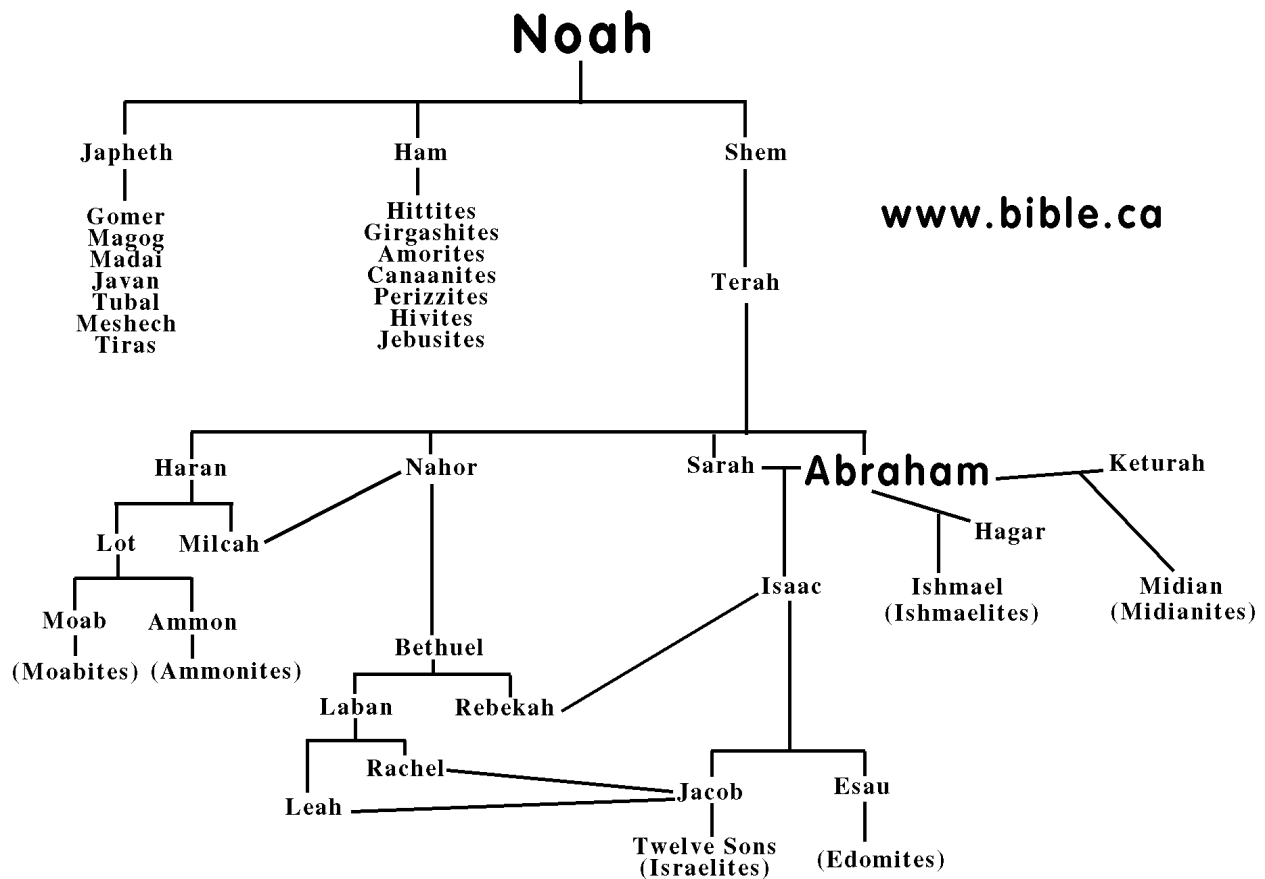 Noah
Japheth Ham Shem
www.bible.ca
Gomer
Magog
Madai
Javan
Tubal
Meshech
Tiras
Hittites
Girgashites
Amorites
Canaanites
Perizzites
Hivites
Jebusites
Terah
Haran Nahor Sarah Abraham Keturah
Lot Milcah Hagar
Isaac Ishmael Midian
(Ishmaelites) (Midianites)
Moab Ammon
Bethuel
(Moabites) (Ammonites)
Laban Rebekah
Rachel
Leah Jacob Esau
Twelve Sons
(Israelites) (Edomites)